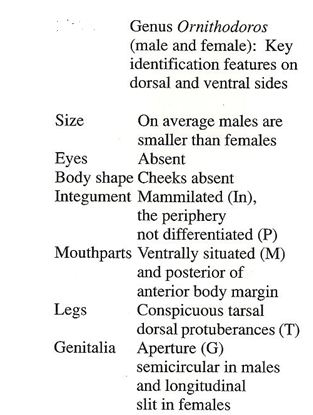 Genus Ornithodoros
(male and female): Key
identification features on
dorsal and ventral sides
Size On average males are
smaller than females
Eyes Absent
Body shape Cheeks absent
Integument Mammilated (In),
the periphery
not differentiated (P)
Mouthparts Ventrally situated (M)
and posterior of
anterior body margin
Legs Conspicuous tarsal
dorsal protuberances (T)
Genitalia Aperture (G)
semicircular in males
and longitudinal
slit in females